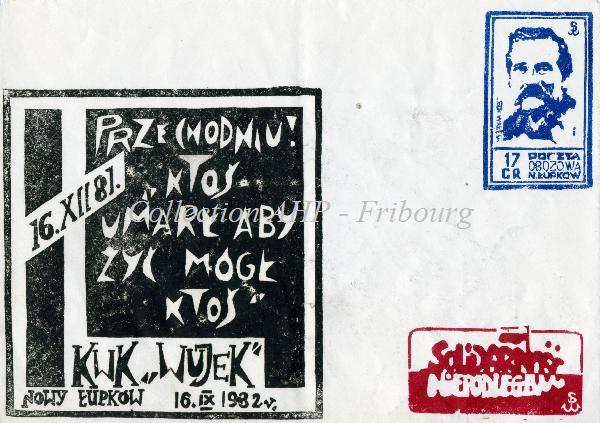 PRZECHODNIU!
„KTOŚ
UMARŁ ABY
ŻYĆ MÓGŁ
KTOŚ”
16.XII 81.
KWK „WUJEK”
NOWY ŁUPKÓW 16.IX 1982 r.
17 GR
POCZTA
OBOZOWA
N.ŁUPKÓW
SOLIDARNOŚĆ
NIEPODLEGŁA
Collection AHP - Fribourg